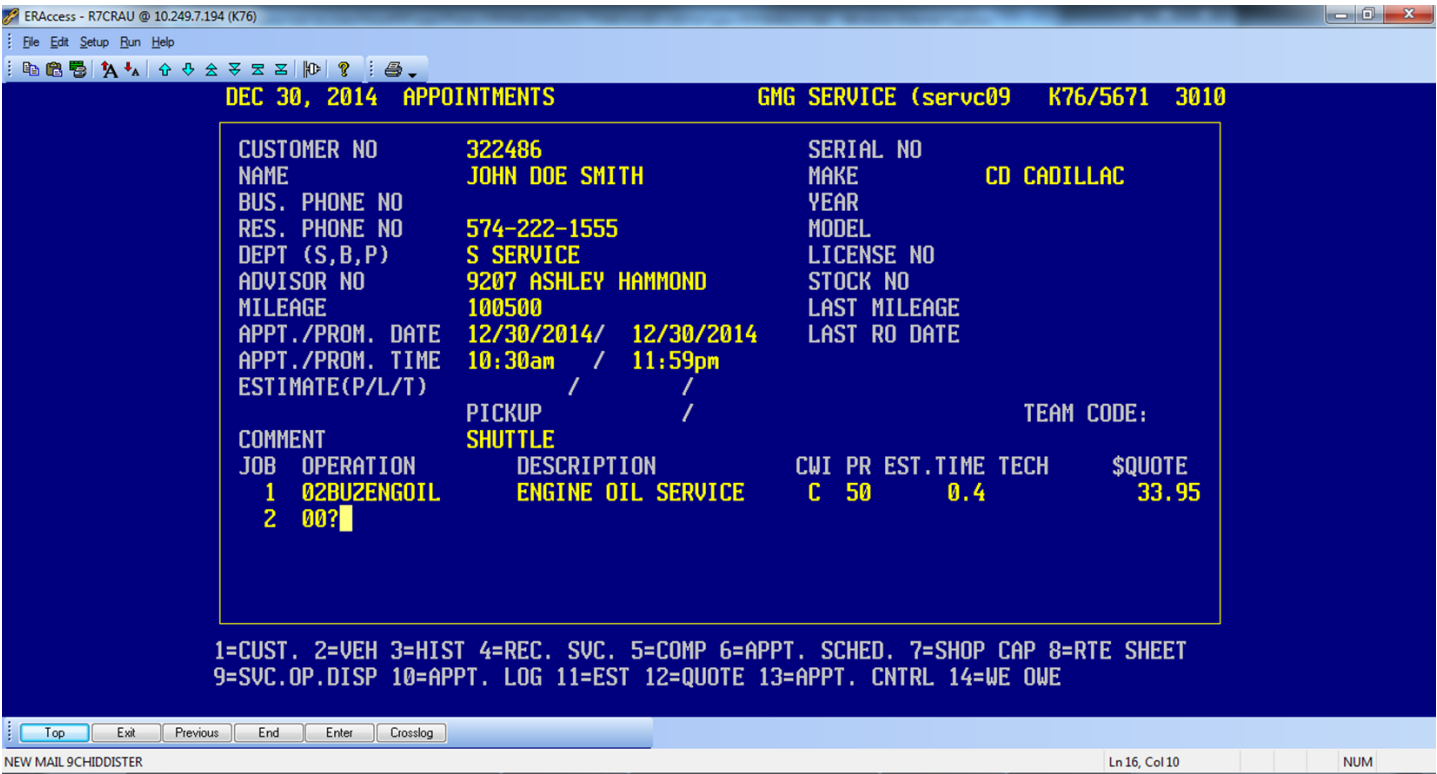 ERAccess - R7CRAU @ 10.249.7.194 (K76)
File Edit Setup Run Help
DEC 30, 2014 APPOINTMENTS GMG SERVICE (servc09 K76/5671 3010
CUSTOMER NO 322486 SERIAL NO
NAME JOHN DOE SMITH MAKE CD CADILLAC
BUS. PHONE NO YEAR
RES. PHONE NO 574-222-1555 MODEL
DEPT (S,B,P) S SERVICE LICENSE NO
ADVISOR NO 9207 ASHLEY HAMMOND STOCK NO
MILEAGE 100500 LAST MILEAGE
APPT./PROM. DATE 12/30/2014/ 12/30/2014 LAST RO DATE
APPT./PROM. TIME 10:30am / 11:59pm
ESTIMATE(P/L/T) / /
PICKUP / TEAM CODE:
COMMENT SHUTTLE
JOB OPERATION DESCRIPTION CWI PR EST.TIME TECH $QUOTE
1 02BUZENGOIL ENGINE OIL SERVICE C 50 0.4 33.95
2 00?
1=CUST. 2=VEH 3=HIST 4=REC. SVC. 5=COMP 6=APPT. SCHED. 7=SHOP CAP 8=RTE SHEET
9=SVC.OP.DISP 10=APPT. LOG 11=EST 12=QUOTE 13=APPT. CNTRL 14=WE OWE
Top Exit Previous End Enter Crosslog
NEW MAIL 9CHIDDISTER Ln 16, Col 10 NUM